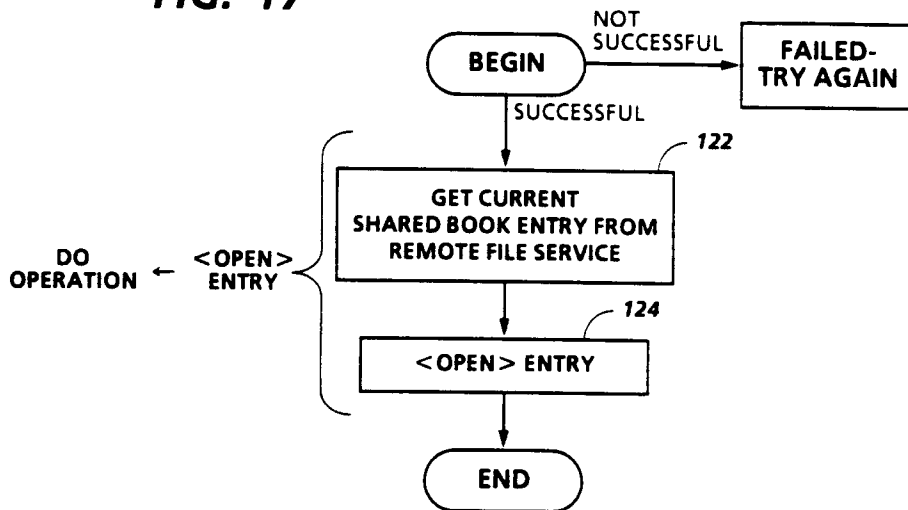 FIG. 17
NOT
SUCCESSFUL
BEGIN
FAILED-
TRY AGAIN
SUCCESSFUL
122
GET CURRENT
SHARED BOOK ENTRY FROM
REMOTE FILE SERVICE
DO
OPERATION ← <OPEN>
ENTRY
124
<OPEN> ENTRY
END